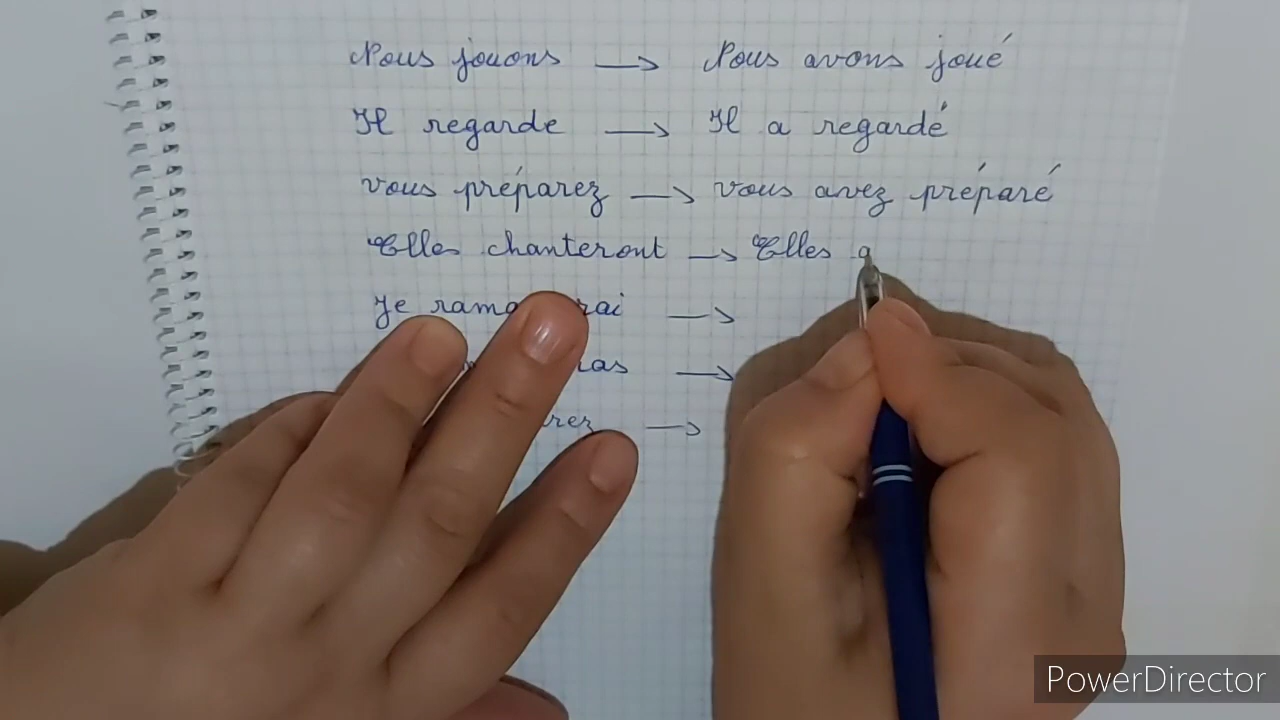 Nous jouons → Nous avons joué
Il regarde → Il a regardé
vous préparez → vous avez préparé
Elles chanteront → Elles a
Je →
→
→
PowerDirector